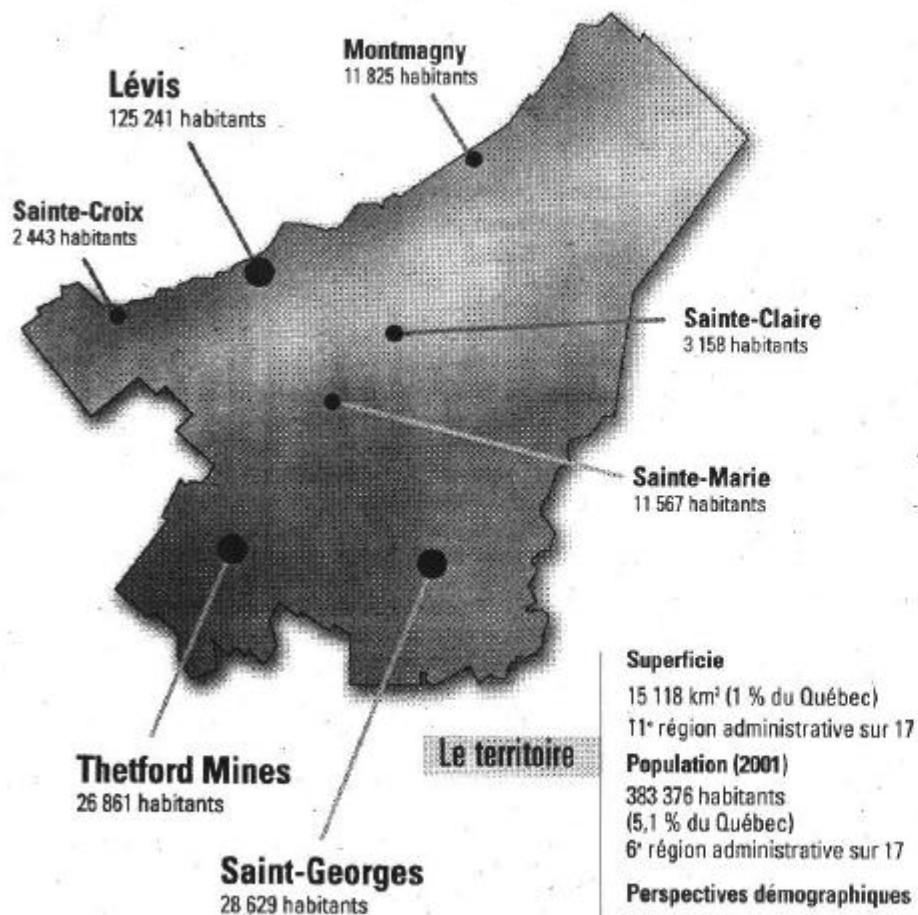 Montmagny
11 825 habitants
Lévis
125 241 habitants
Sainte-Croix
2 443 habitants
Sainte-Claire
3 158 habitants
Sainte-Marie
11 567 habitants
Thetford Mines
26 861 habitants
Saint-Georges
28 629 habitants
Le territoire
Superficie
15 118 km² (1 % du Québec)
11ᵉ région administrative sur 17
Population (2001)
383 376 habitants
(5,1 % du Québec)
6ᵉ région administrative sur 17
Perspectives démographiques